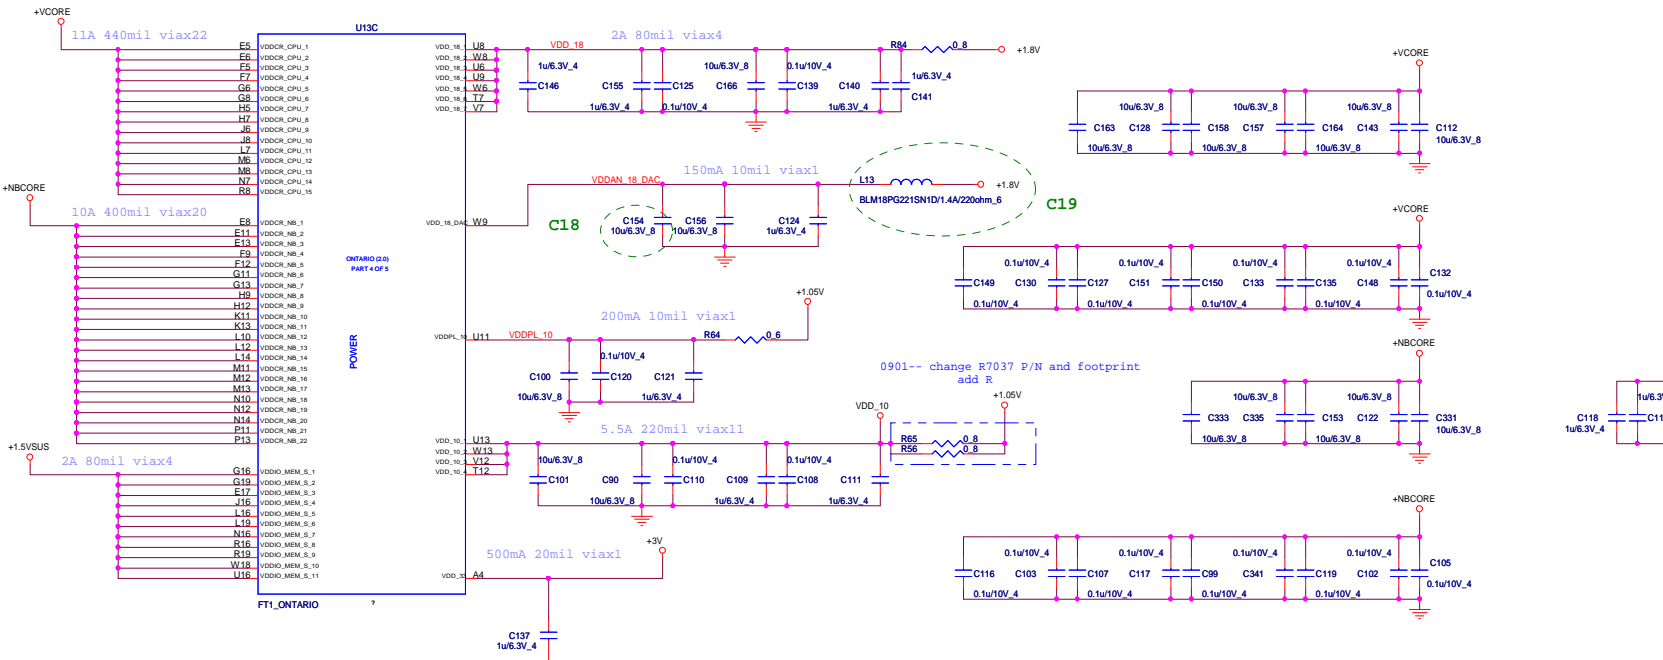 +VCORE
11A 440mil viax22
U13C
E5 VDDCR_CPU_1
E6 VDDCR_CPU_2
F5 VDDCR_CPU_3
F7 VDDCR_CPU_4
G6 VDDCR_CPU_5
G8 VDDCR_CPU_6
H5 VDDCR_CPU_7
H7 VDDCR_CPU_8
J6 VDDCR_CPU_9
J8 VDDCR_CPU_10
L7 VDDCR_CPU_11
M6 VDDCR_CPU_12
M8 VDDCR_CPU_13
N7 VDDCR_CPU_14
R8 VDDCR_CPU_15
+NBCORE
10A 400mil viax20
E8 VDDCR_NB_1
E11 VDDCR_NB_2
E13 VDDCR_NB_3
F9 VDDCR_NB_4
F12 VDDCR_NB_5
G11 VDDCR_NB_6
G13 VDDCR_NB_7
H9 VDDCR_NB_8
H12 VDDCR_NB_9
K11 VDDCR_NB_10
K13 VDDCR_NB_11
L10 VDDCR_NB_12
L12 VDDCR_NB_13
L14 VDDCR_NB_14
M11 VDDCR_NB_15
M12 VDDCR_NB_16
M13 VDDCR_NB_17
N10 VDDCR_NB_18
N12 VDDCR_NB_19
N14 VDDCR_NB_20
P11 VDDCR_NB_21
P13 VDDCR_NB_22
+1.5VSUS
2A 80mil viax4
G16 VDDIO_MEM_S_1
G19 VDDIO_MEM_S_2
E17 VDDIO_MEM_S_3
J16 VDDIO_MEM_S_4
L16 VDDIO_MEM_S_5
L19 VDDIO_MEM_S_6
N16 VDDIO_MEM_S_7
R16 VDDIO_MEM_S_8
R19 VDDIO_MEM_S_9
W18 VDDIO_MEM_S_10
U16 VDDIO_MEM_S_11
ONTARIO (2.0)
PART 4 OF 5
POWER
FT1_ONTARIO
?
VDD_18_1 U8
VDD_18_2 W8
VDD_18_3 U6
VDD_18_4 U9
VDD_18_5 W6
VDD_18_6 T7
VDD_18_7 V7
VDD_18
2A 80mil viax4
R84 0_8
+1.8V
1u/6.3V_4 10u/6.3V_8 0.1u/10V_4 1u/6.3V_4
C146 C155 C125 C166 C139 C140 C141
1u/6.3V_4 0.1u/10V_4 1u/6.3V_4
VDD_18_DAC W9
VDDAN_18_DAC
150mA 10mil viax1
L13
+1.8V
BLM18PG221SN1D/1.4A/220ohm_6
C19
C18
C154 C156 C124
10u/6.3V_8 10u/6.3V_8 1u/6.3V_4
+1.05V
200mA 10mil viax1
VDDPL_10 U11
VDDPL_10
R64 0_6
0.1u/10V_4
C100 C120 C121
10u/6.3V_8 1u/6.3V_4
0901-- change R7037 P/N and footprint
add R
+1.05V
VDD_10
5.5A 220mil viax11
VDD_10_1 U13
VDD_10_2 W13
VDD_10_3 V12
VDD_10_4 T12
R65 0_8
R56 0_8
10u/6.3V_8 0.1u/10V_4 0.1u/10V_4
C101 C90 C110 C109 C108 C111
10u/6.3V_8 1u/6.3V_4 1u/6.3V_4
+3V
500mA 20mil viax1
VDD_33 A4
C137
1u/6.3V_4
+VCORE
10u/6.3V_8 10u/6.3V_8 10u/6.3V_8
C163 C128 C158 C157 C164 C143 C112
10u/6.3V_8 10u/6.3V_8 10u/6.3V_8 10u/6.3V_8
+VCORE
0.1u/10V_4 0.1u/10V_4 0.1u/10V_4
C149 C130 C127 C151 C150 C133 C135 C148 C132
0.1u/10V_4 0.1u/10V_4 0.1u/10V_4 0.1u/10V_4 0.1u/10V_4
+NBCORE
10u/6.3V_8 10u/6.3V_8
C333 C335 C153 C122 C331
10u/6.3V_8 10u/6.3V_8 10u/6.3V_8
1u/6.3V
C118 C11
1u/6.3V_4
+NBCORE
0.1u/10V_4 0.1u/10V_4 0.1u/10V_4
C116 C103 C107 C117 C99 C341 C119 C102 C105
0.1u/10V_4 0.1u/10V_4 0.1u/10V_4 0.1u/10V_4 0.1u/10V_4